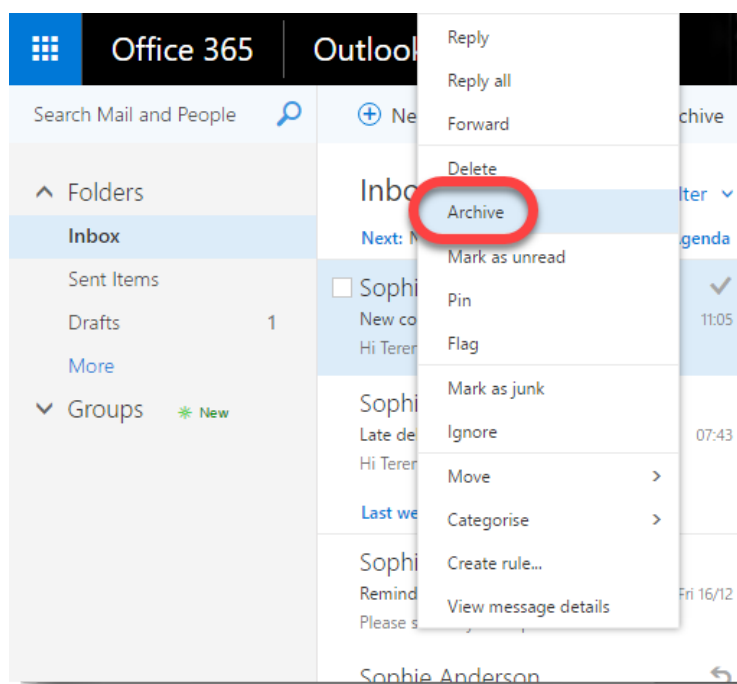 Office 365
Outlook
Search Mail and People
Ne
chive
Folders
Inbox
Sent Items
Drafts 1
More
Groups New
Inbo
lter
Next: N
genda
Sophi
New co
11:05
Hi Teren
Sophi
Late de
07:43
Hi Teren
Last we
Sophi
Remind
Fri 16/12
Please s
Sophie Anderson
Reply
Reply all
Forward
Delete
Archive
Mark as unread
Pin
Flag
Mark as junk
Ignore
Move
Categorise
Create rule...
View message details